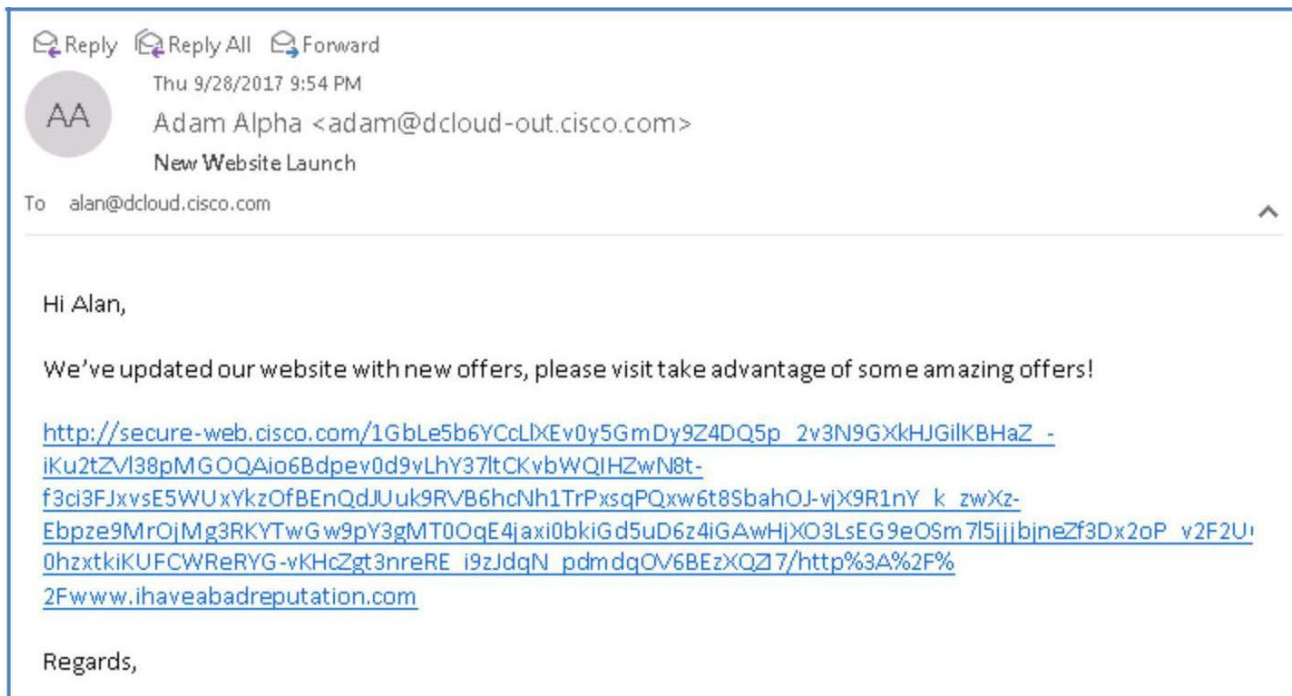 Reply Reply All Forward
Thu 9/28/2017 9:54 PM
AA
Adam Alpha <adam@dcloud-out.cisco.com>
New Website Launch
To alan@dcloud.cisco.com
Hi Alan,
We've updated our website with new offers, please visit take advantage of some amazing offers!
http://secure-web.cisco.com/1GbLe5b6YCcLlXEv0y5GmDy9Z4DQ5p_2v3N9GXkHJGilKBHaZ_-
iKu2tZVl38pMGOQAio6Bdpev0d9vLhY37ltCKvbWQIHZwN8t-
f3ci3FJxvsE5WUxYkzOfBEnQdJUuk9RVB6hcNh1TrPxsqPQxw6t8SbahOJ-vjX9R1nY_k_zwXz-
Ebpze9MrOjMg3RKYTwGw9pY3gMT0OqE4jaxi0bkiGd5uD6z4iGAwHjXO3LsEG9eOSm7l5jjjbjneZf3Dx2oP_v2F2U
0hzxtkiKUFCWReRYG-vKHcZgt3nreRE_i9zJdqN_pdmdqOV6BEzXQZI7/http%3A%2F%
2Fwww.ihaveabadreputation.com
Regards,